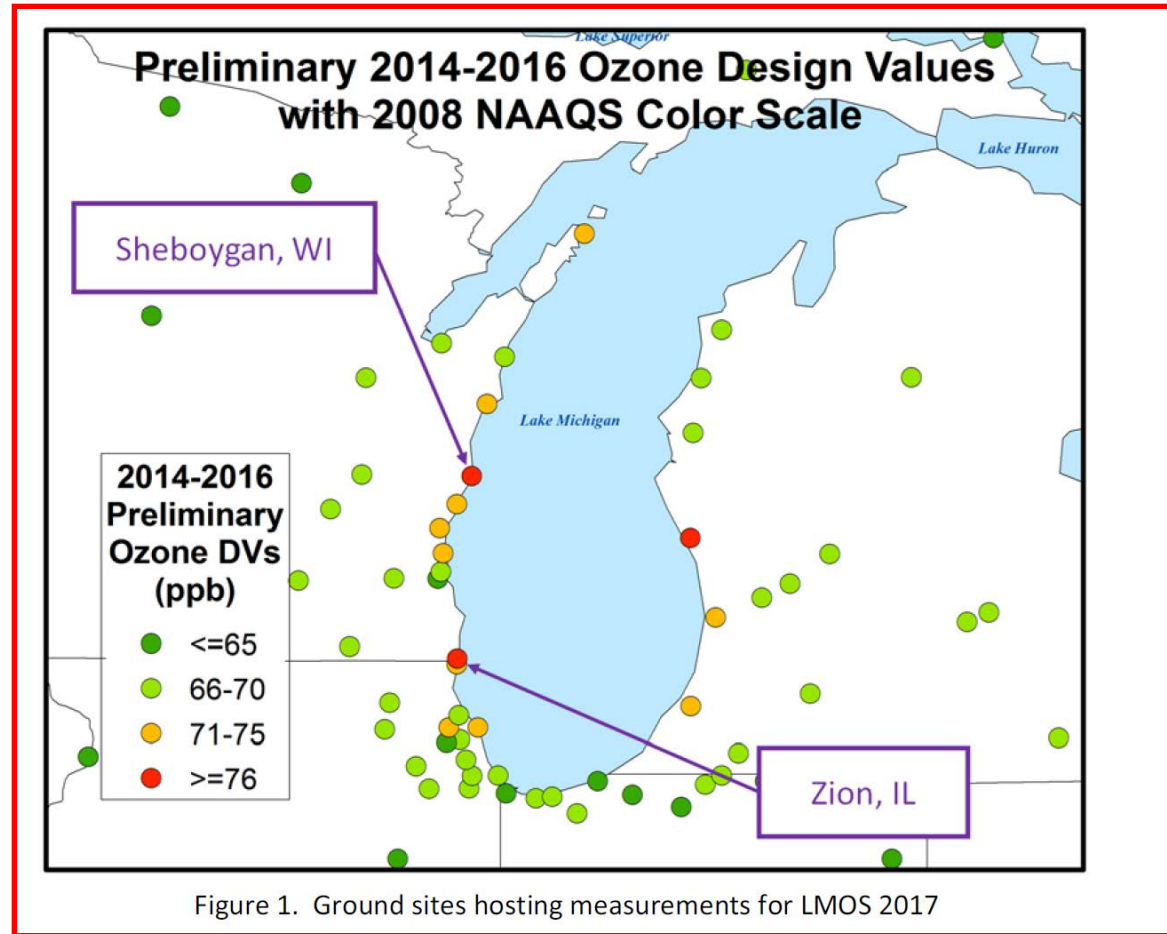 Lake Superior
Preliminary 2014-2016 Ozone Design Values
with 2008 NAAQS Color Scale
Lake Huron
Sheboygan, WI
Lake Michigan
2014-2016
Preliminary
Ozone DVs
(ppb)
<=65
66-70
71-75
>=76
Zion, IL
Figure 1. Ground sites hosting measurements for LMOS 2017